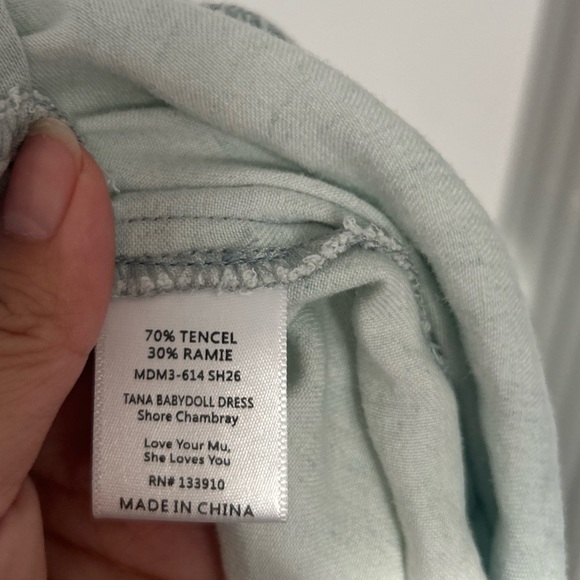 70% TENCEL
30% RAMIE
MDM3-614 SH26
TANA BABYDOLL DRESS
Shore Chambray
Love Your Mu,
She Loves You
RN# 133910
MADE IN CHINA